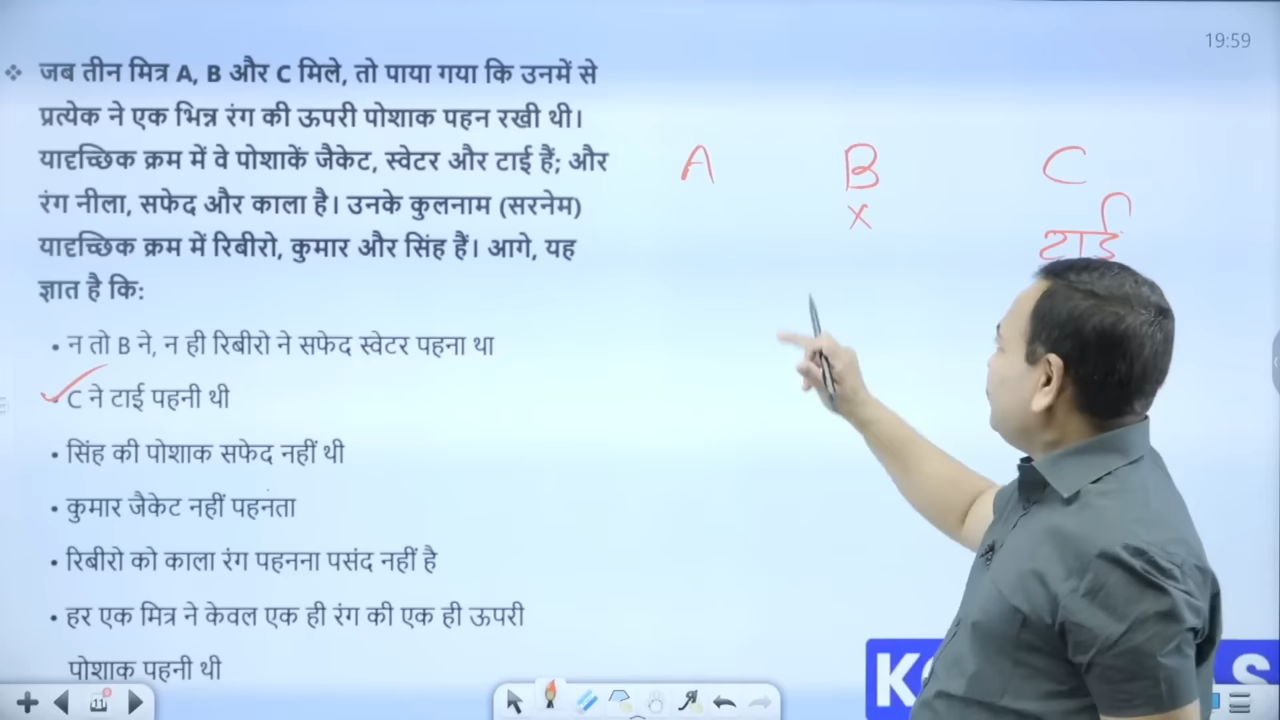 19:59
❖ जब तीन मित्र A, B और C मिले, तो पाया गया कि उनमें से
प्रत्येक ने एक भिन्न रंग की ऊपरी पोशाक पहन रखी थी।
यादृच्छिक क्रम में वे पोशाकें जैकेट, स्वेटर और टाई हैं; और
रंग नीला, सफेद और काला है। उनके कुलनाम (सरनेम)
यादृच्छिक क्रम में रिबीरो, कुमार और सिंह हैं। आगे, यह
ज्ञात है कि:
• न तो B ने, न ही रिबीरो ने सफेद स्वेटर पहना था
• C ने टाई पहनी थी
• सिंह की पोशाक सफेद नहीं थी
• कुमार जैकेट नहीं पहनता
• रिबीरो को काला रंग पहनना पसंद नहीं है
• हर एक मित्र ने केवल एक ही रंग की एक ही ऊपरी
पोशाक पहनी थी
A B C
x टाई
11